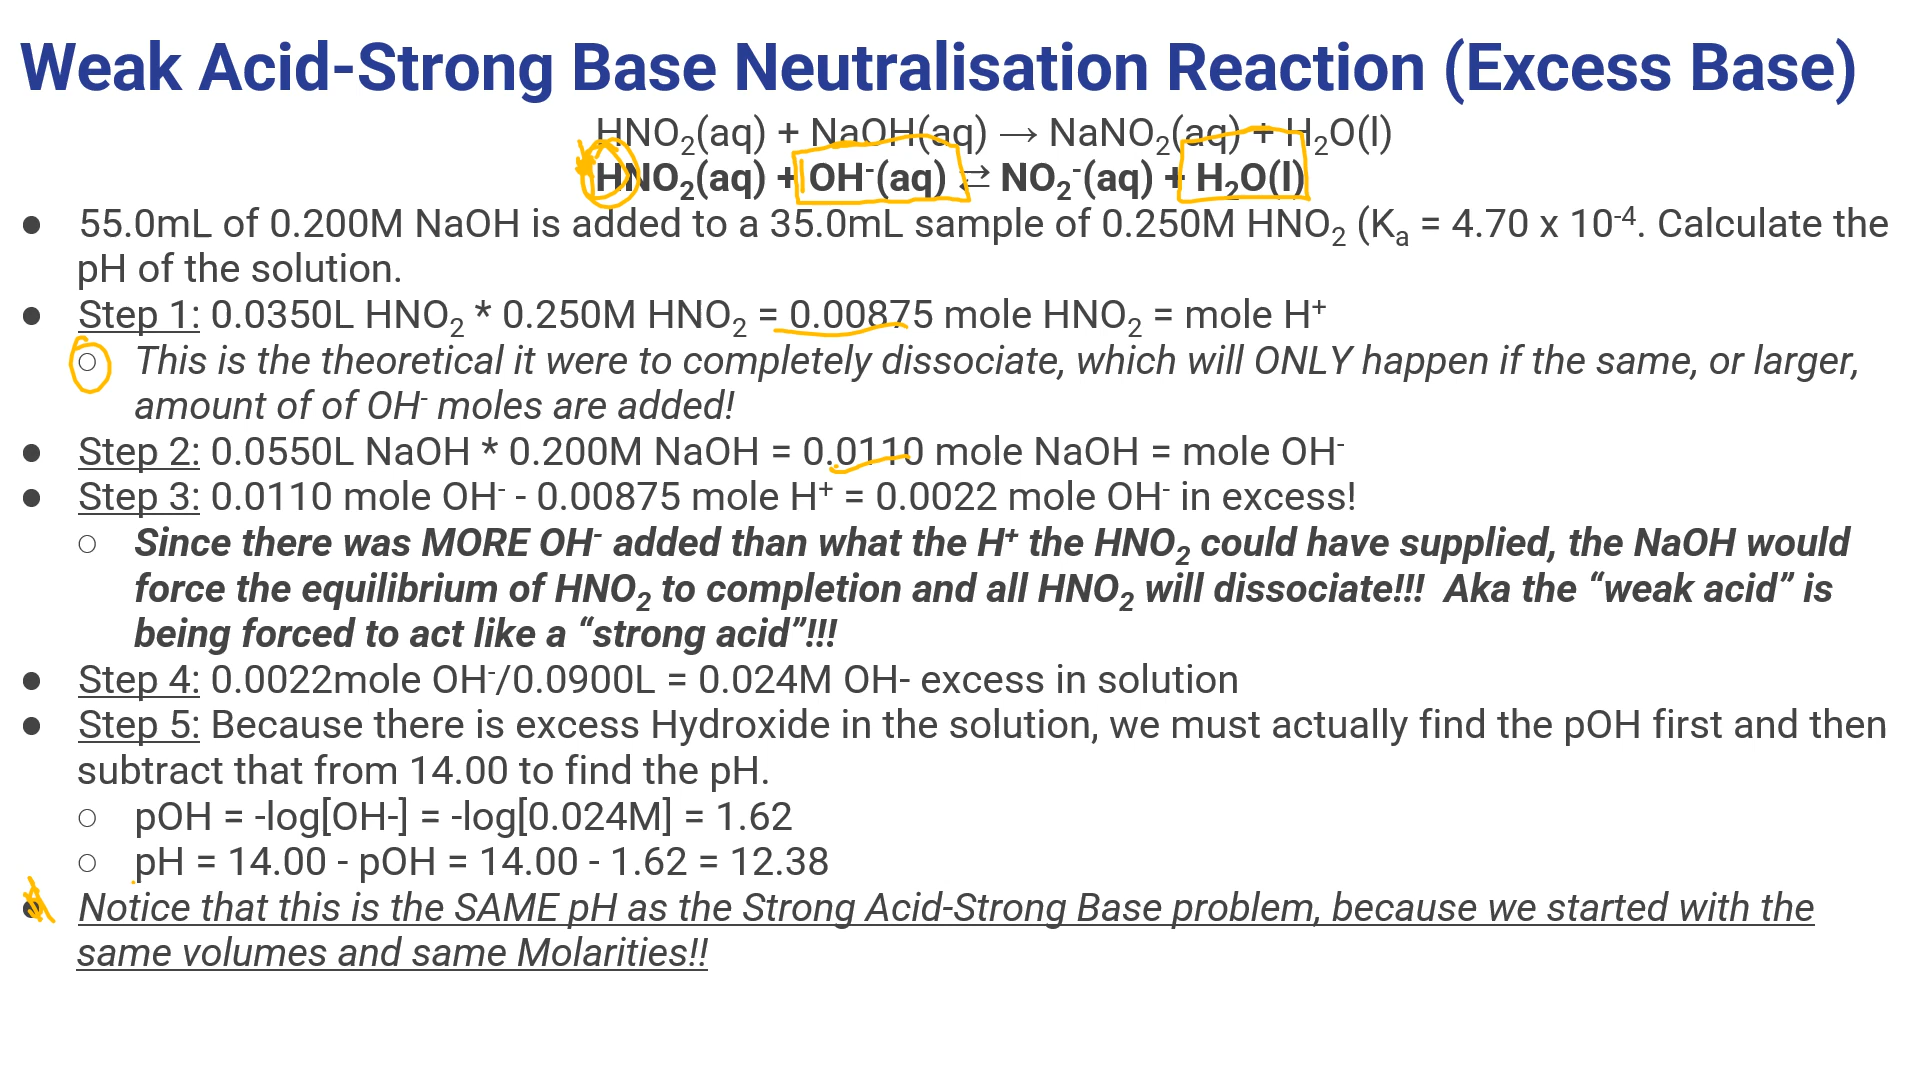 Weak Acid-Strong Base Neutralisation Reaction (Excess Base)
HNO₂(aq) + NaOH(aq) → NaNO₂(aq) + H₂O(l)
HNO₂(aq) + OH⁻(aq) ⇄ NO₂⁻(aq) + H₂O(l)
● 55.0mL of 0.200M NaOH is added to a 35.0mL sample of 0.250M HNO₂ (Kₐ = 4.70 x 10⁻⁴. Calculate the
pH of the solution.
● Step 1: 0.0350L HNO₂ * 0.250M HNO₂ = 0.00875 mole HNO₂ = mole H⁺
○ This is the theoretical it were to completely dissociate, which will ONLY happen if the same, or larger,
amount of of OH⁻ moles are added!
● Step 2: 0.0550L NaOH * 0.200M NaOH = 0.0110 mole NaOH = mole OH⁻
● Step 3: 0.0110 mole OH⁻ - 0.00875 mole H⁺ = 0.0022 mole OH⁻ in excess!
○ Since there was MORE OH⁻ added than what the H⁺ the HNO₂ could have supplied, the NaOH would
force the equilibrium of HNO₂ to completion and all HNO₂ will dissociate!!! Aka the “weak acid” is
being forced to act like a “strong acid”!!!
● Step 4: 0.0022mole OH⁻/0.0900L = 0.024M OH- excess in solution
● Step 5: Because there is excess Hydroxide in the solution, we must actually find the pOH first and then
subtract that from 14.00 to find the pH.
○ pOH = -log[OH-] = -log[0.024M] = 1.62
○ pH = 14.00 - pOH = 14.00 - 1.62 = 12.38
● Notice that this is the SAME pH as the Strong Acid-Strong Base problem, because we started with the
same volumes and same Molarities!!